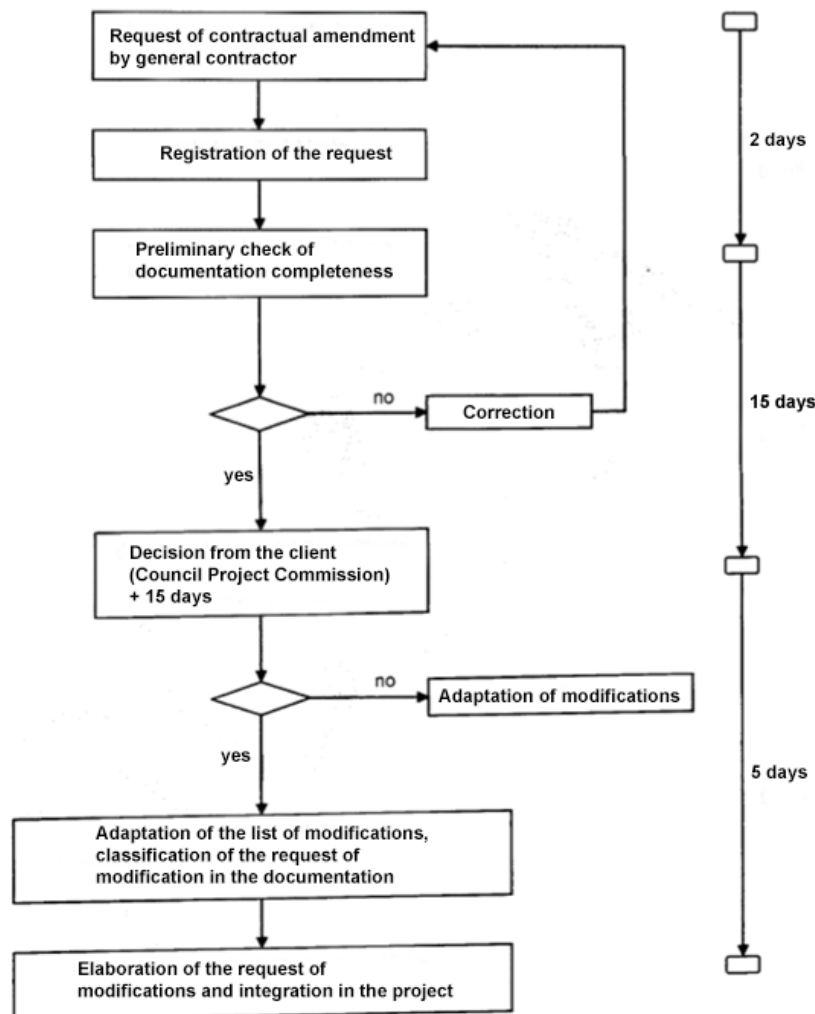 Request of contractual amendment
by general contractor
Registration of the request
2 days
Preliminary check of
documentation completeness
no
Correction
15 days
yes
Decision from the client
(Council Project Commission)
+ 15 days
no
Adaptation of modifications
yes
5 days
Adaptation of the list of modifications,
classification of the request of
modification in the documentation
Elaboration of the request of
modifications and integration in the project